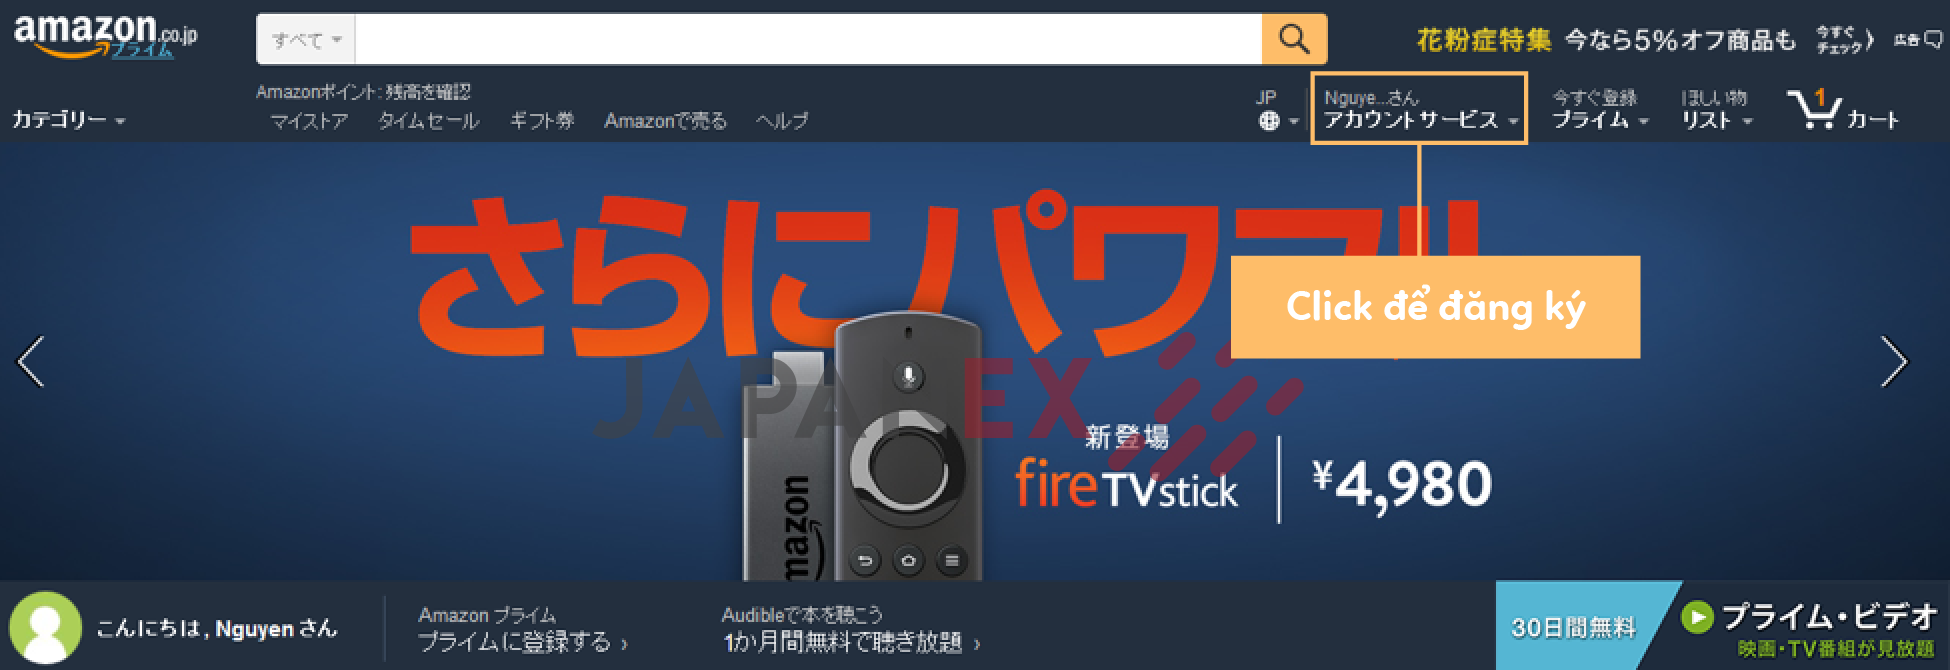 amazon.co.jp
プライム
すべて
花粉症特集 今なら5%オフ商品も 今すぐチェック 広告
Amazonポイント: 残高を確認
カテゴリー
マイストア タイムセール ギフト券 Amazonで売る ヘルプ
JP
Nguye...さん
アカウントサービス
今すぐ登録
プライム
ほしい物
リスト
1
カート
さらにパワフル
Click để đăng ký
JAPANEX
新登場
fireTVstick
¥4,980
amazon
こんにちは, Nguyen さん
Amazon プライム
プライムに登録する ›
Audibleで本を聴こう
1か月間無料で聴き放題 ›
30日間無料
プライム・ビデオ
映画・TV番組が見放題